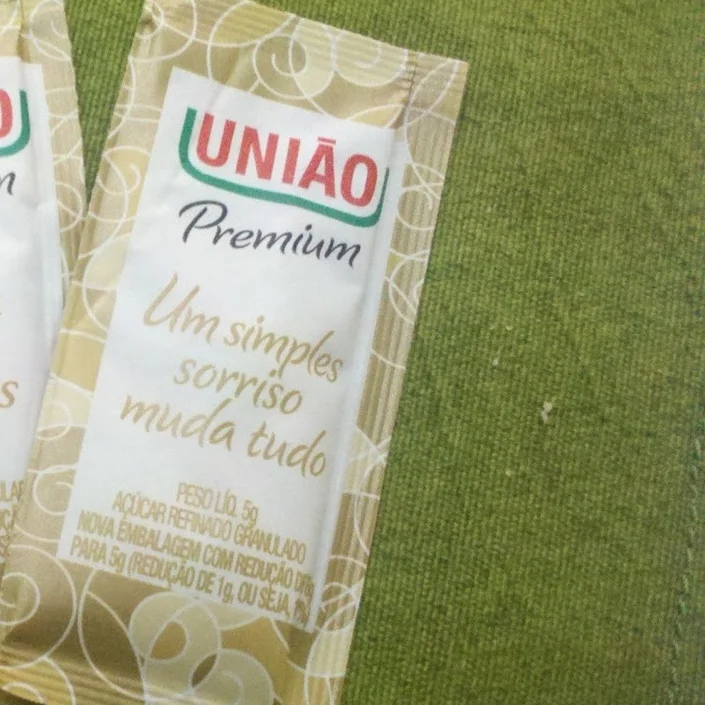 UNIÃO
Premium
Um simples
sorriso
muda tudo
PESO LÍQ. 5g
AÇÚCAR REFINADO GRANULADO
NOVA EMBALAGEM COM REDUÇÃO DE
PARA 5g (REDUÇÃO DE 1g, OU SEJA,